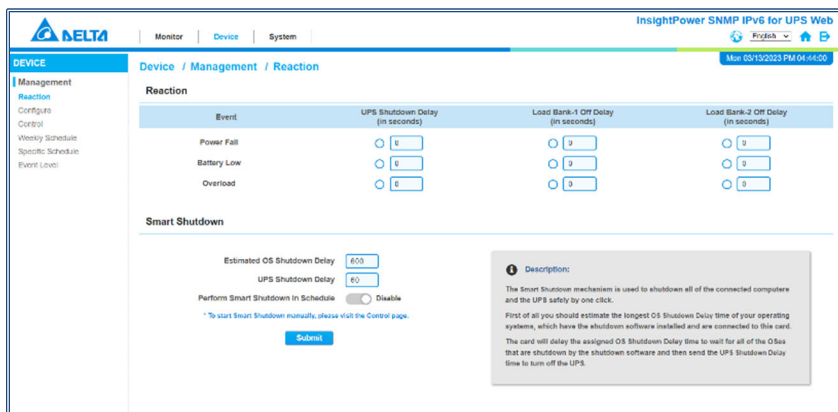 InsightPower SNMP IPv6 for UPS Web
DELTA
Monitor Device System
English
DEVICE
Mon 03/13/2023 PM 04:44:00
Management
Reaction
Configure
Control
Weekly Schedule
Specific Schedule
Event Level
Device / Management / Reaction
Reaction
Event
UPS Shutdown Delay
(in seconds)
Load Bank-1 Off Delay
(in seconds)
Load Bank-2 Off Delay
(in seconds)
Power Fail 0 0 0
Battery Low 0 0 0
Overload 0 0 0
Smart Shutdown
Estimated OS Shutdown Delay 600
UPS Shutdown Delay 60
Perform Smart Shutdown In Schedule Disable
* To start Smart Shutdown manually, please visit the Control page.
Submit
Description:
The Smart Shutdown mechanism is used to shutdown all of the connected computers
and the UPS safely by one click.
First of all you should estimate the longest OS Shutdown Delay time of your operating
systems, which have the shutdown software installed and are connected to this card.
The card will delay the assigned OS Shutdown Delay time to wait for all of the OSes
that are shutdown by the shutdown software and then send the UPS Shutdown Delay
time to turn off the UPS.